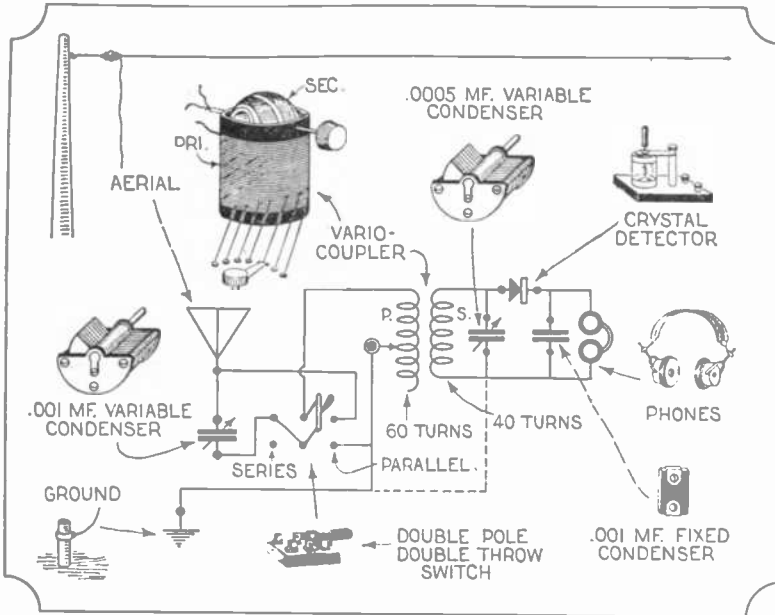 SEC.
.0005 MF. VARIABLE
CONDENSER
PRI.
AERIAL
VARIO-
COUPLER
CRYSTAL
DETECTOR
P.
S.
.001 MF. VARIABLE
CONDENSER
60 TURNS
40 TURNS
PHONES
SERIES
PARALLEL.
GROUND
DOUBLE POLE
DOUBLE THROW
SWITCH
.001 MF. FIXED
CONDENSER